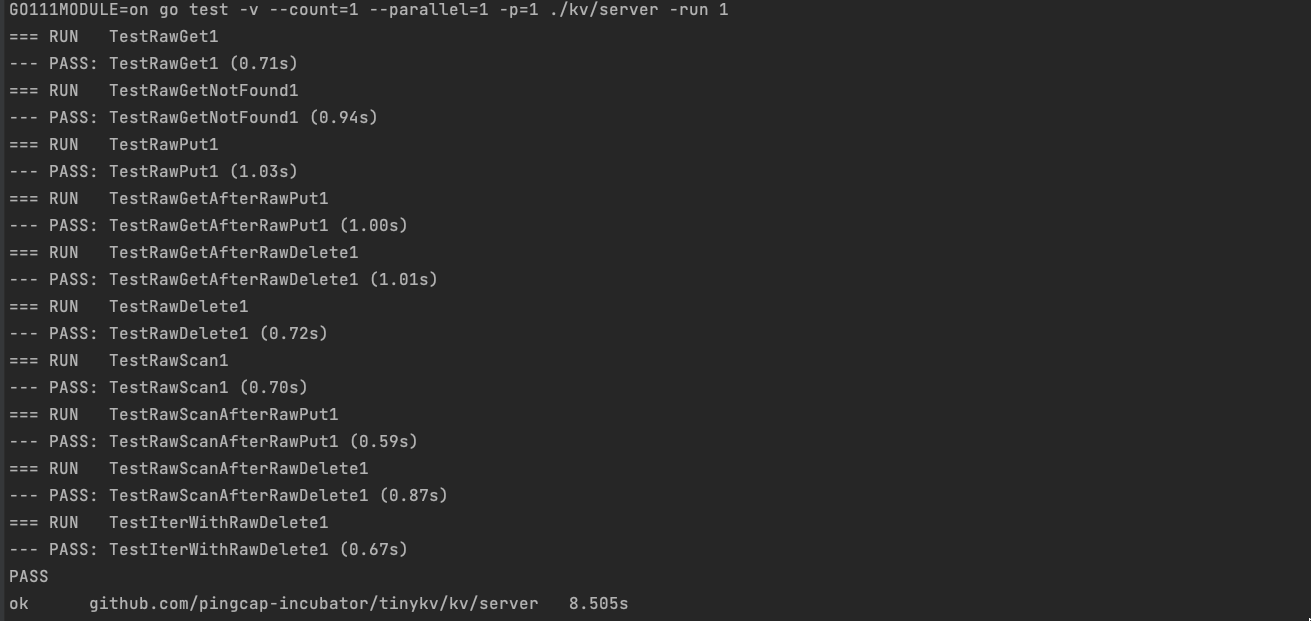 GO111MODULE=on go test -v --count=1 --parallel=1 -p=1 ./kv/server -run 1
=== RUN   TestRawGet1
--- PASS: TestRawGet1 (0.71s)
=== RUN   TestRawGetNotFound1
--- PASS: TestRawGetNotFound1 (0.94s)
=== RUN   TestRawPut1
--- PASS: TestRawPut1 (1.03s)
=== RUN   TestRawGetAfterRawPut1
--- PASS: TestRawGetAfterRawPut1 (1.00s)
=== RUN   TestRawGetAfterRawDelete1
--- PASS: TestRawGetAfterRawDelete1 (1.01s)
=== RUN   TestRawDelete1
--- PASS: TestRawDelete1 (0.72s)
=== RUN   TestRawScan1
--- PASS: TestRawScan1 (0.70s)
=== RUN   TestRawScanAfterRawPut1
--- PASS: TestRawScanAfterRawPut1 (0.59s)
=== RUN   TestRawScanAfterRawDelete1
--- PASS: TestRawScanAfterRawDelete1 (0.87s)
=== RUN   TestIterWithRawDelete1
--- PASS: TestIterWithRawDelete1 (0.67s)
PASS
ok      github.com/pingcap-incubator/tinykv/kv/server   8.505s